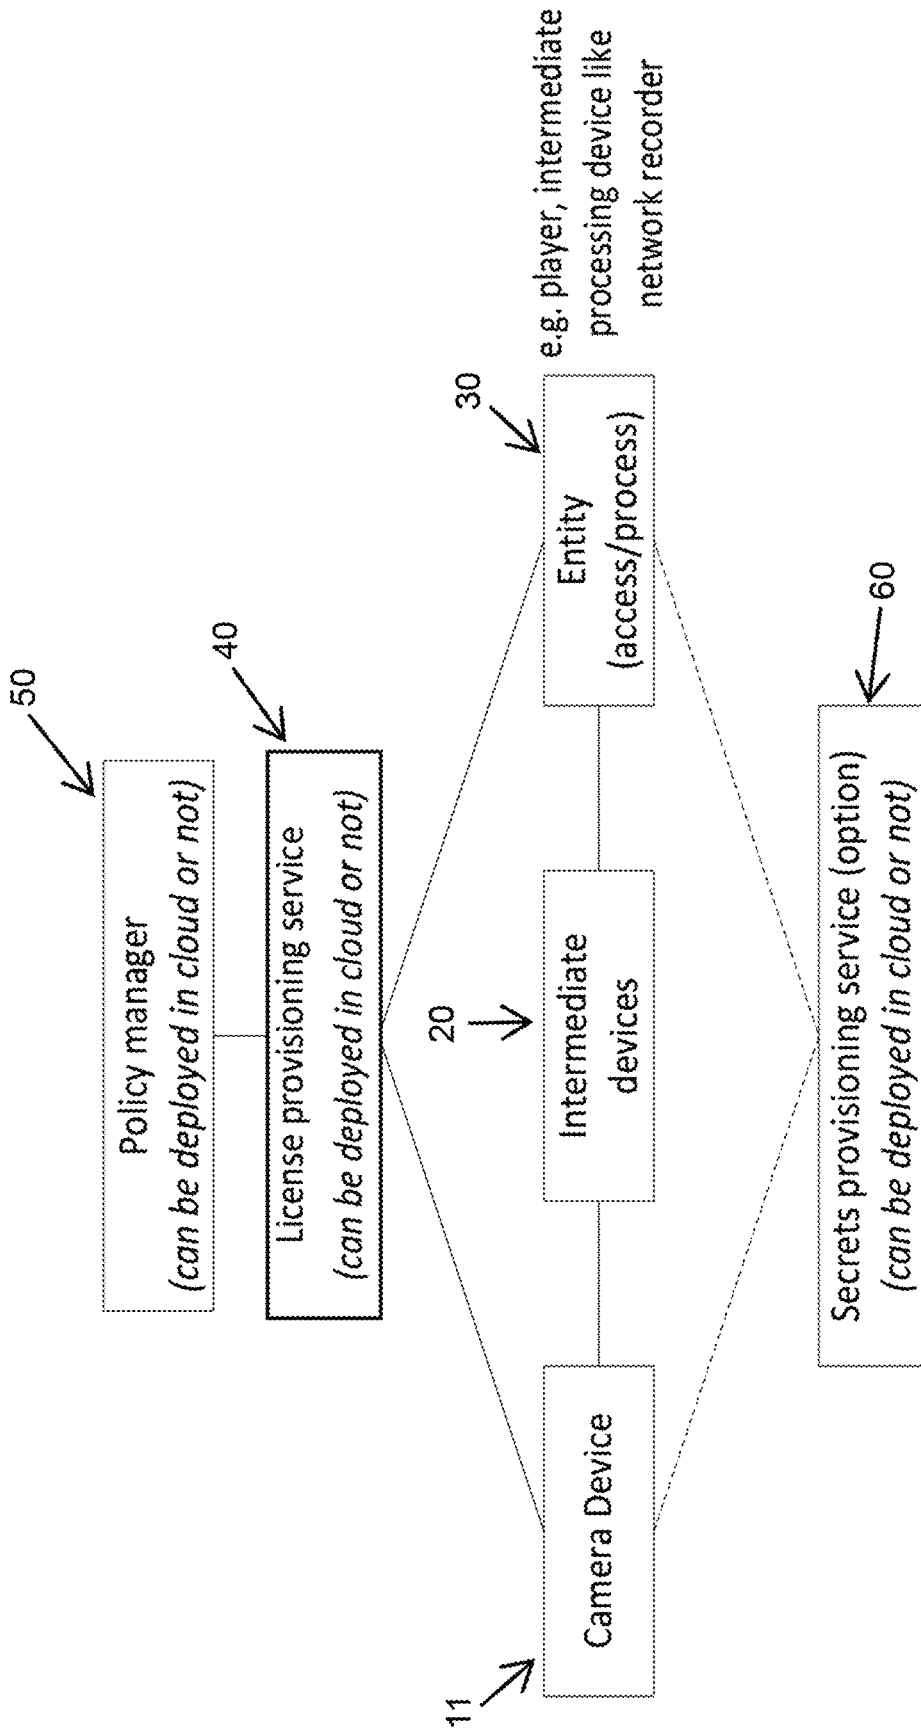 50
Policy manager
(can be deployed in cloud or not)
40
License provisioning service
(can be deployed in cloud or not)
11
Camera Device
20
Intermediate
devices
30
Entity
(access/process)
e.g. player, intermediate
processing device like
network recorder
60
Secrets provisioning service (option)
(can be deployed in cloud or not)